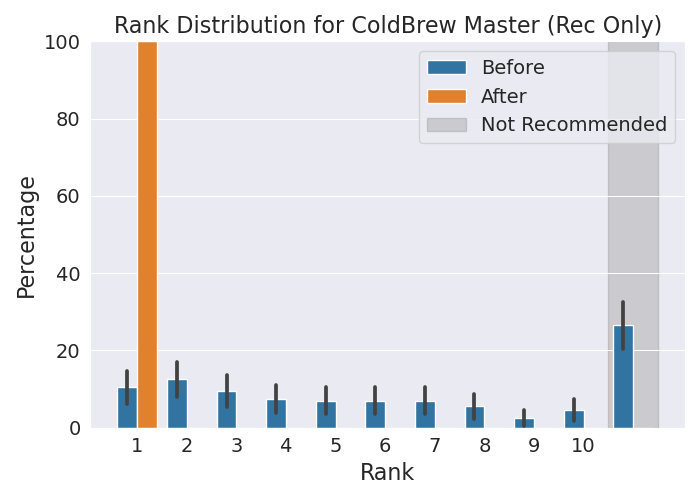 Rank Distribution for ColdBrew Master (Rec Only)
100
80
60
40
20
0
Percentage
Before
After
Not Recommended
1 2 3 4 5 6 7 8 9 10
Rank